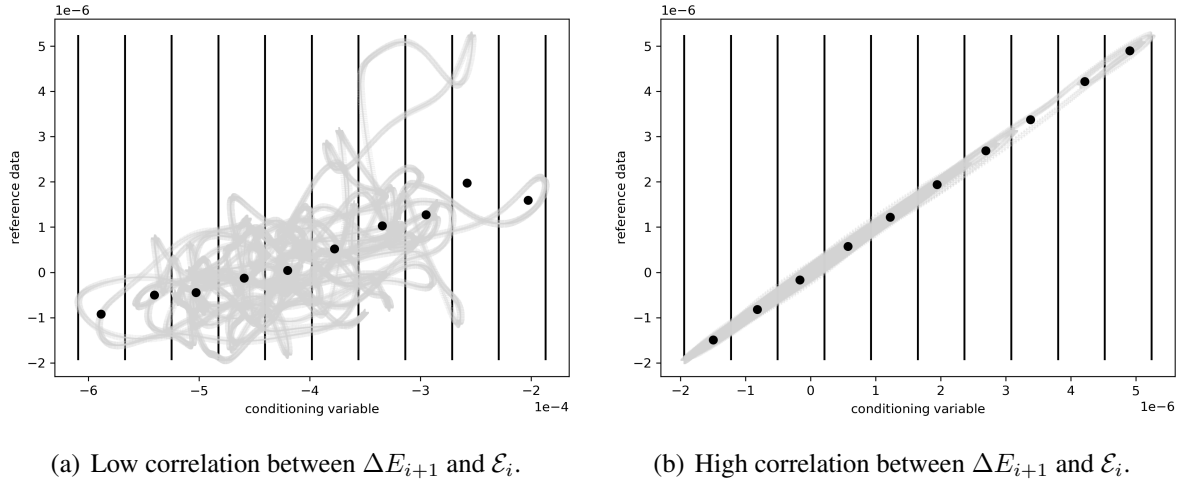 1e−6
5
4
3
2
1
0
−1
−2
reference data
−6 −5 −4 −3 −2
conditioning variable
1e−4
(a) Low correlation between ΔE_{i+1} and ℰ_i.
1e−6
5
4
3
2
1
0
−1
−2
reference data
−2 −1 0 1 2 3 4 5
conditioning variable
1e−6
(b) High correlation between ΔE_{i+1} and ℰ_i.